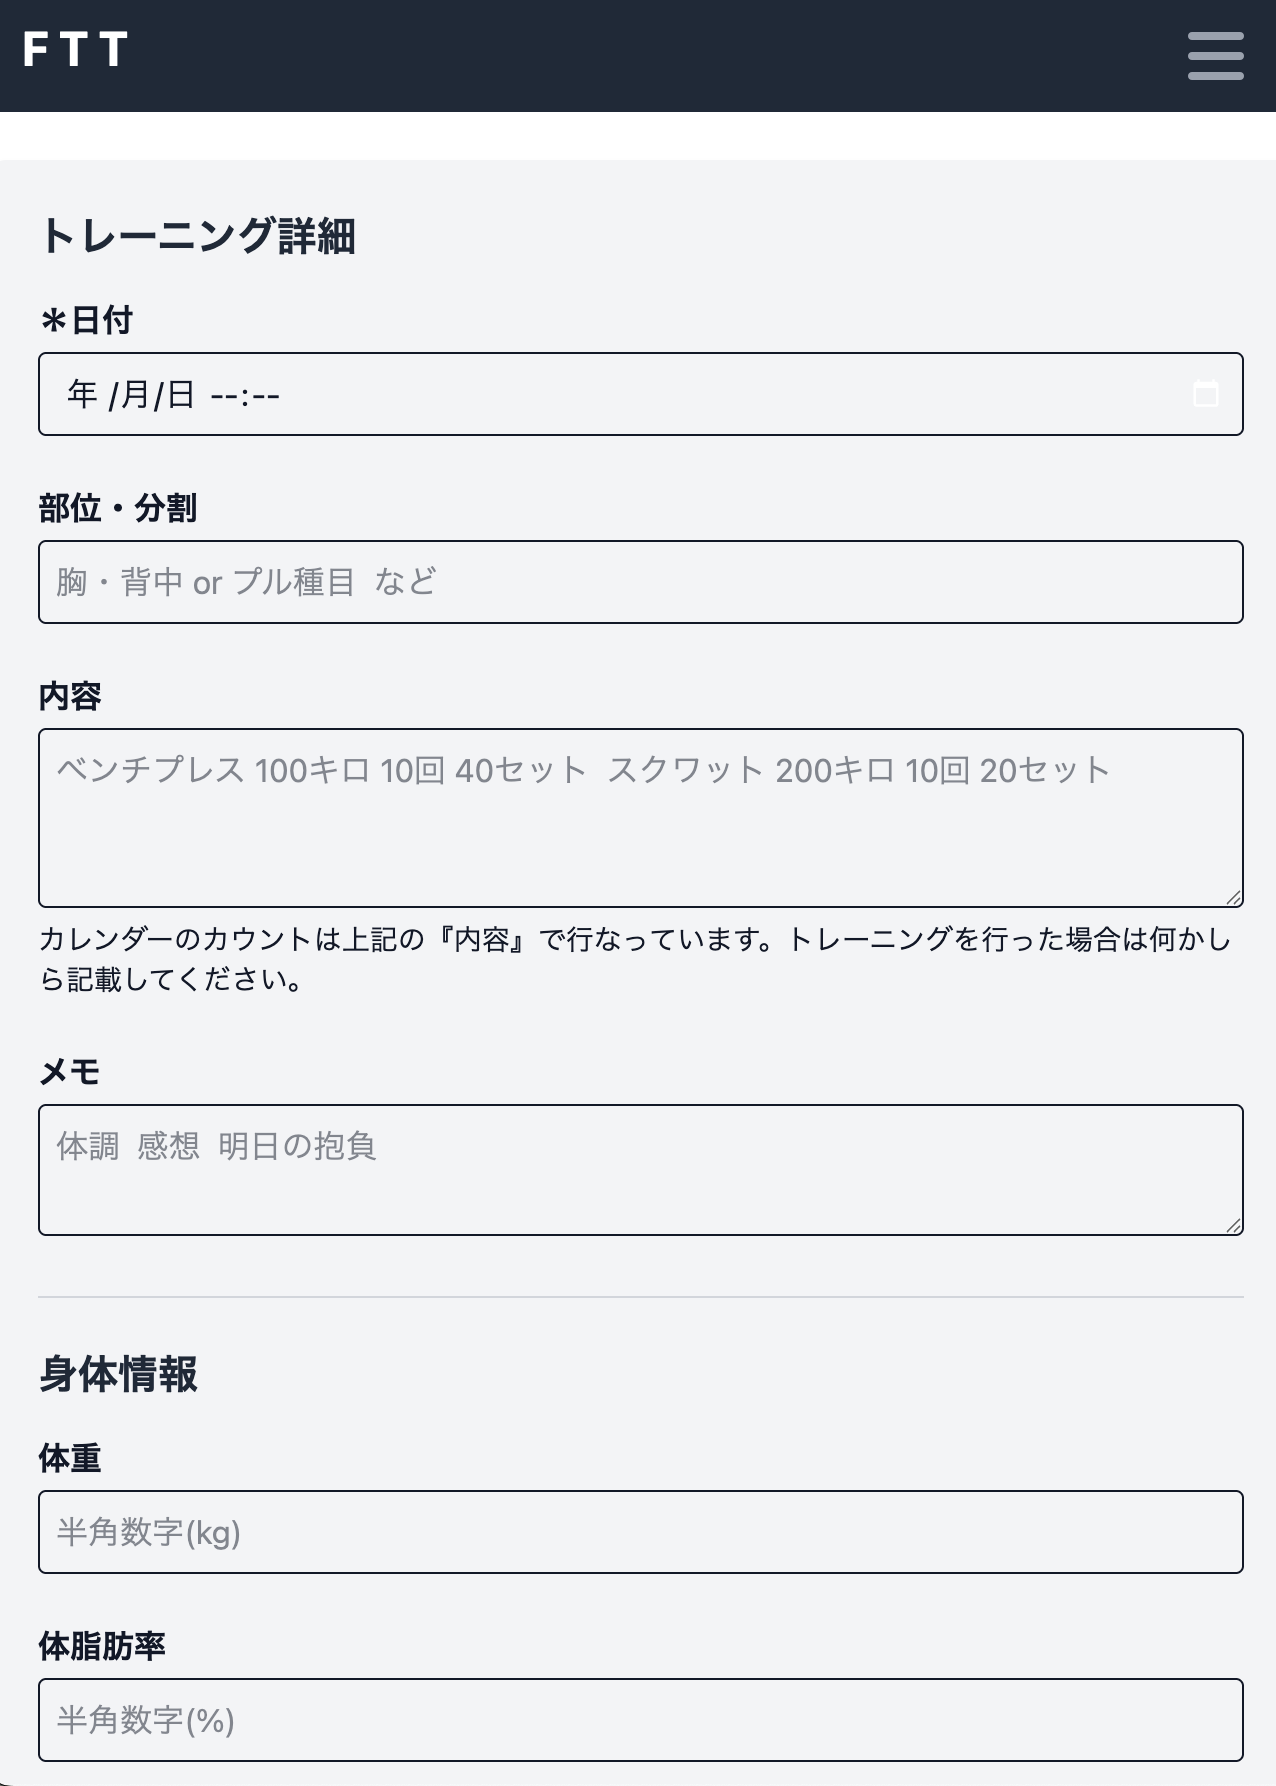 FTT
トレーニング詳細
＊日付
年 /月/日 --:--
部位・分割
胸・背中 or プル種目 など
内容
ベンチプレス 100キロ 10回 40セット スクワット 200キロ 10回 20セット
カレンダーのカウントは上記の『内容』で行なっています。トレーニングを行った場合は何かし
ら記載してください。
メモ
体調 感想 明日の抱負
身体情報
体重
半角数字(kg)
体脂肪率
半角数字(%)